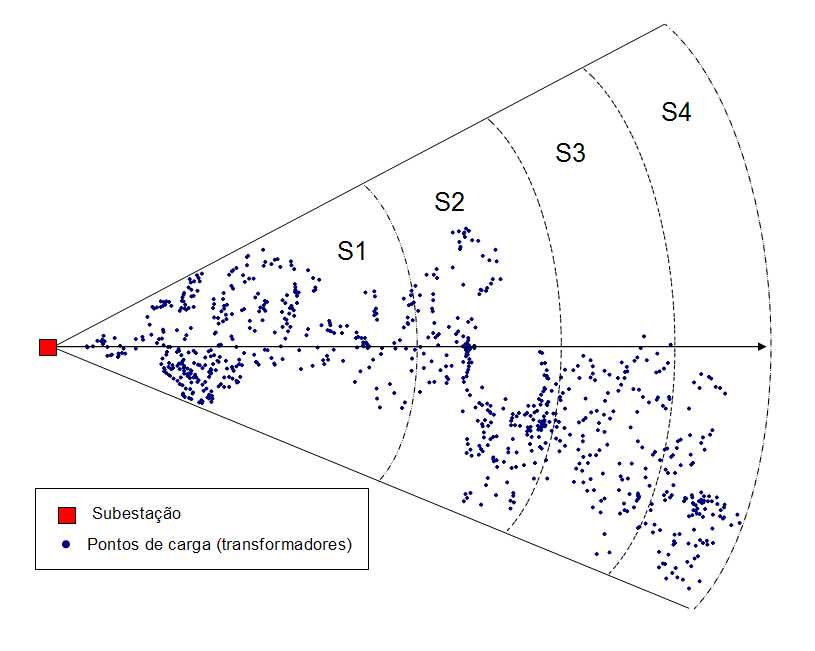 S4
S3
S2
S1
Subestação
Pontos de carga (transformadores)